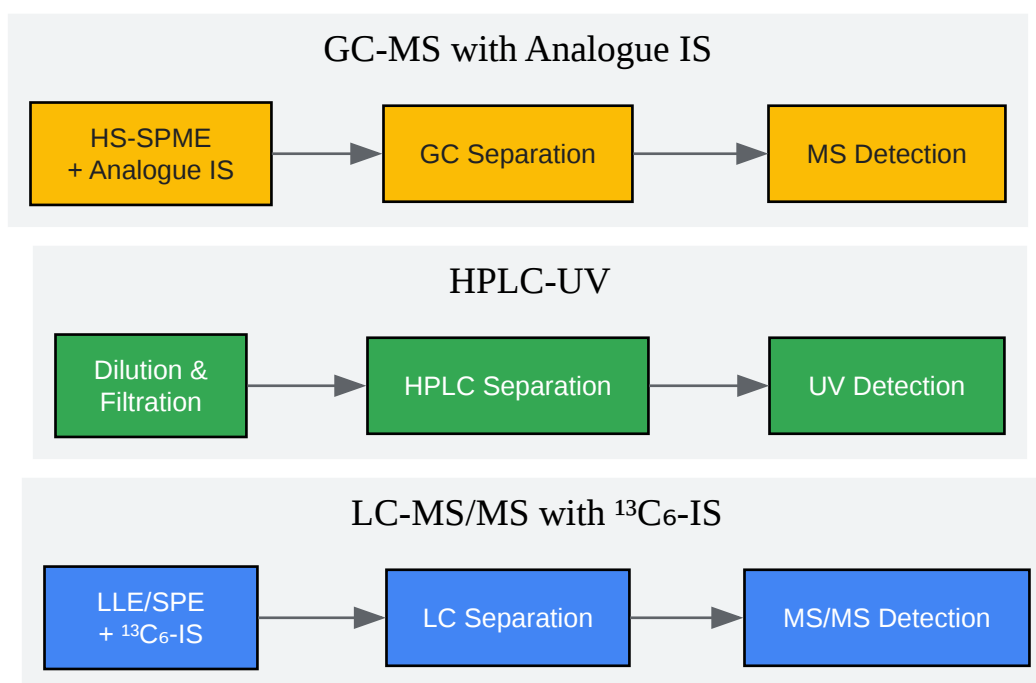 GC-MS with Analogue IS
HS-SPME
+ Analogue IS
GC Separation
MS Detection
HPLC-UV
Dilution &
Filtration
HPLC Separation
UV Detection
LC-MS/MS with ¹³C₆-IS
LLE/SPE
+ ¹³C₆-IS
LC Separation
MS/MS Detection